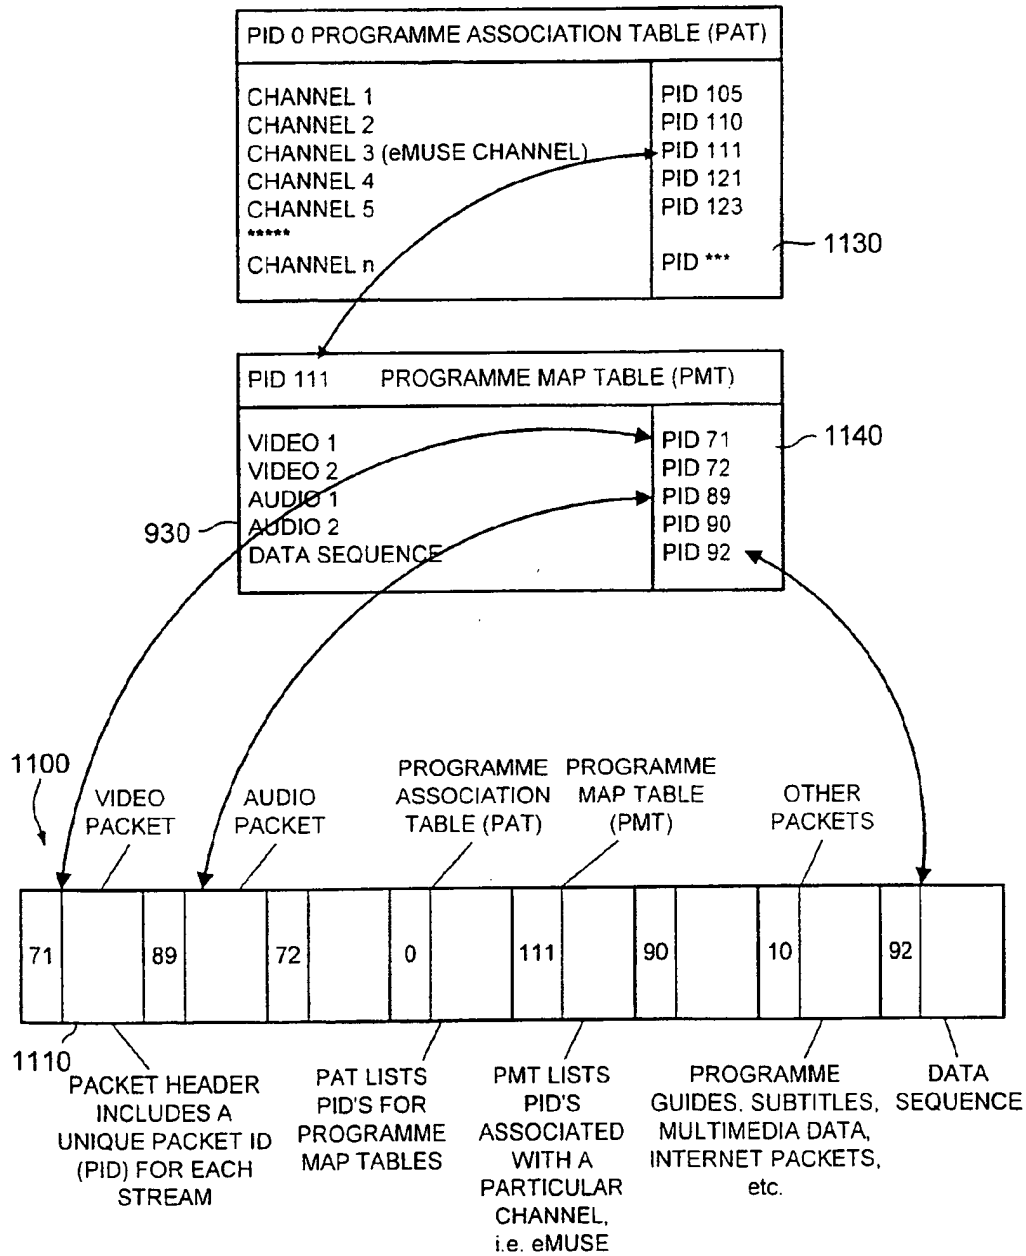 PID 0 PROGRAMME ASSOCIATION TABLE (PAT)
CHANNEL 1 PID 105
CHANNEL 2 PID 110
CHANNEL 3 (eMUSE CHANNEL) PID 111
CHANNEL 4 PID 121
CHANNEL 5 PID 123
*****
CHANNEL n PID ***
1130
PID 111 PROGRAMME MAP TABLE (PMT)
VIDEO 1 PID 71
VIDEO 2 PID 72
AUDIO 1 PID 89
AUDIO 2 PID 90
DATA SEQUENCE PID 92
1140
930
1100
VIDEO
PACKET
AUDIO
PACKET
PROGRAMME
ASSOCIATION
TABLE (PAT)
PROGRAMME
MAP TABLE
(PMT)
OTHER
PACKETS
71 89 72 0 111 90 10 92
1110
PACKET HEADER
INCLUDES A
UNIQUE PACKET ID
(PID) FOR EACH
STREAM
PAT LISTS
PID'S FOR
PROGRAMME
MAP TABLES
PMT LISTS
PID'S
ASSOCIATED
WITH A
PARTICULAR
CHANNEL,
i.e. eMUSE
PROGRAMME
GUIDES, SUBTITLES,
MULTIMEDIA DATA,
INTERNET PACKETS,
etc.
DATA
SEQUENCE